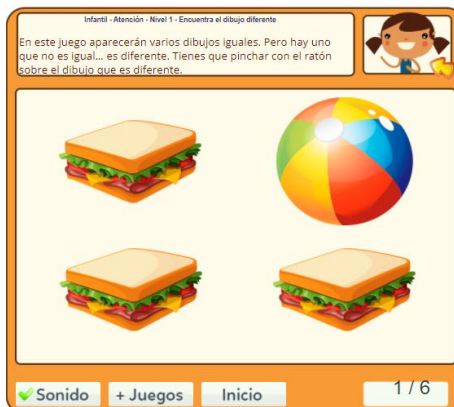 Infantil - Atención - Nivel 1 - Encuentra el dibujo diferente
En este juego aparecerán varios dibujos iguales. Pero hay uno
que no es igual... es diferente. Tienes que pinchar con el ratón
sobre el dibujo que es diferente.
Sonido
+ Juegos
Inicio
1 / 6